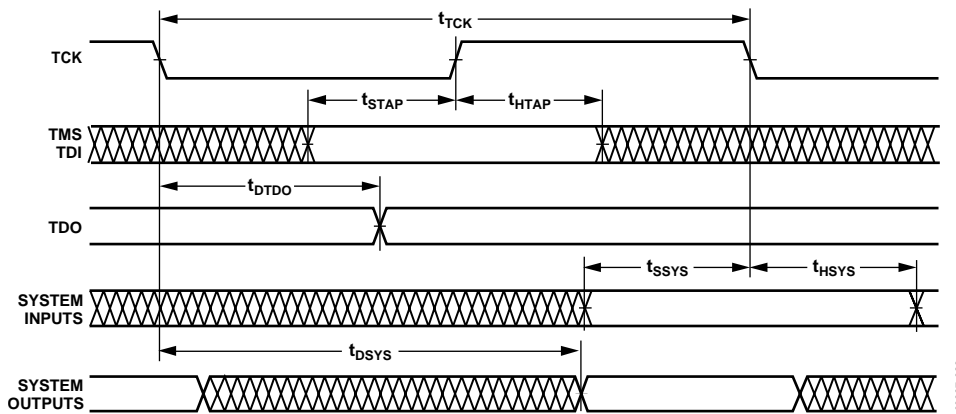 tTCK
TCK
tSTAP
tHTAP
TMS
TDI
tDTDO
TDO
tSSYS
tHSYS
SYSTEM
INPUTS
tDSYS
SYSTEM
OUTPUTS